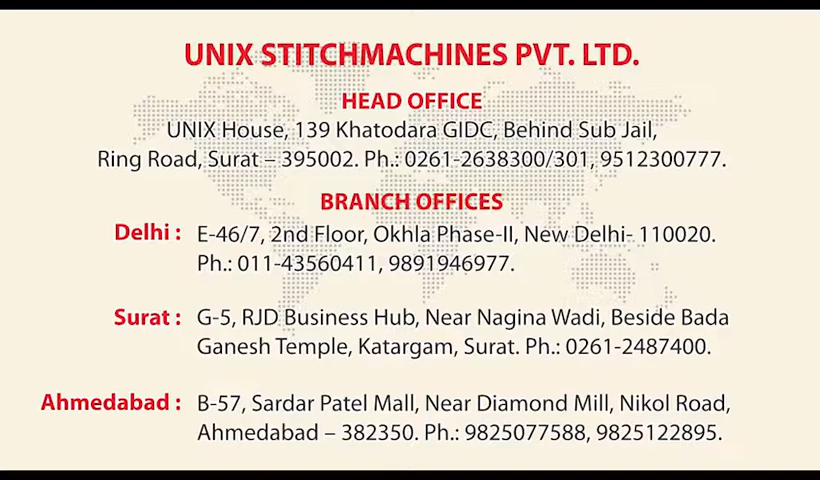 UNIX STITCHMACHINES PVT. LTD.
HEAD OFFICE
UNIX House, 139 Khatodara GIDC, Behind Sub Jail,
Ring Road, Surat – 395002. Ph.: 0261-2638300/301, 9512300777.
BRANCH OFFICES
Delhi : E-46/7, 2nd Floor, Okhla Phase-II, New Delhi- 110020.
Ph.: 011-43560411, 9891946977.
Surat : G-5, RJD Business Hub, Near Nagina Wadi, Beside Bada
Ganesh Temple, Katargam, Surat. Ph.: 0261-2487400.
Ahmedabad : B-57, Sardar Patel Mall, Near Diamond Mill, Nikol Road,
Ahmedabad – 382350. Ph.: 9825077588, 9825122895.